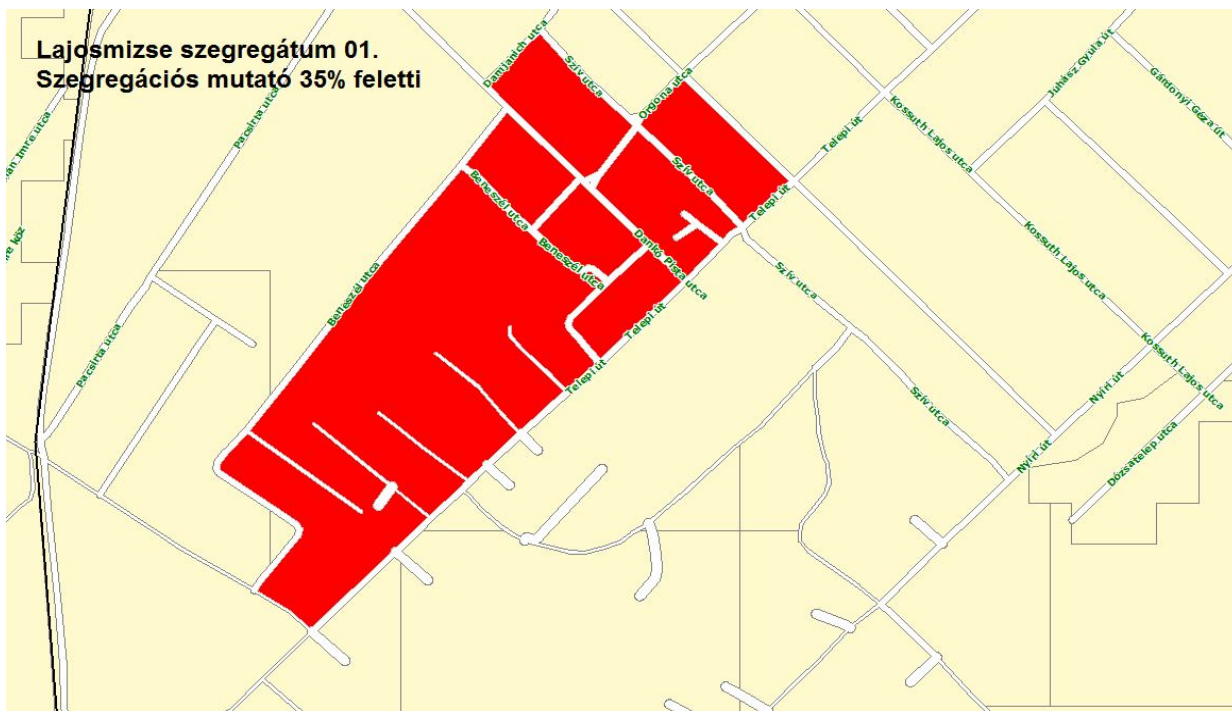 Lajosmizse szegregátum 01.
Szegregációs mutató 35% feletti
Damjanich utca
Szív utca
Orgona utca
Pacsirta utca
Juhász Gyula út
Gárdonyi Géza út
Kossuth Lajos utca
Telepi út
Imre utca
Beneszél utca
Szív utca
Telepi út
köz
Beneszél utca
Dankó Pista utca
Kossuth Lajos utca
Beneszél utca
Szív utca
Telepi út
Pacsirta utca
Telepi út
Kossuth Lajos utca
Nyíri út
Szív utca
Nyíri út
Dózsatelep utca